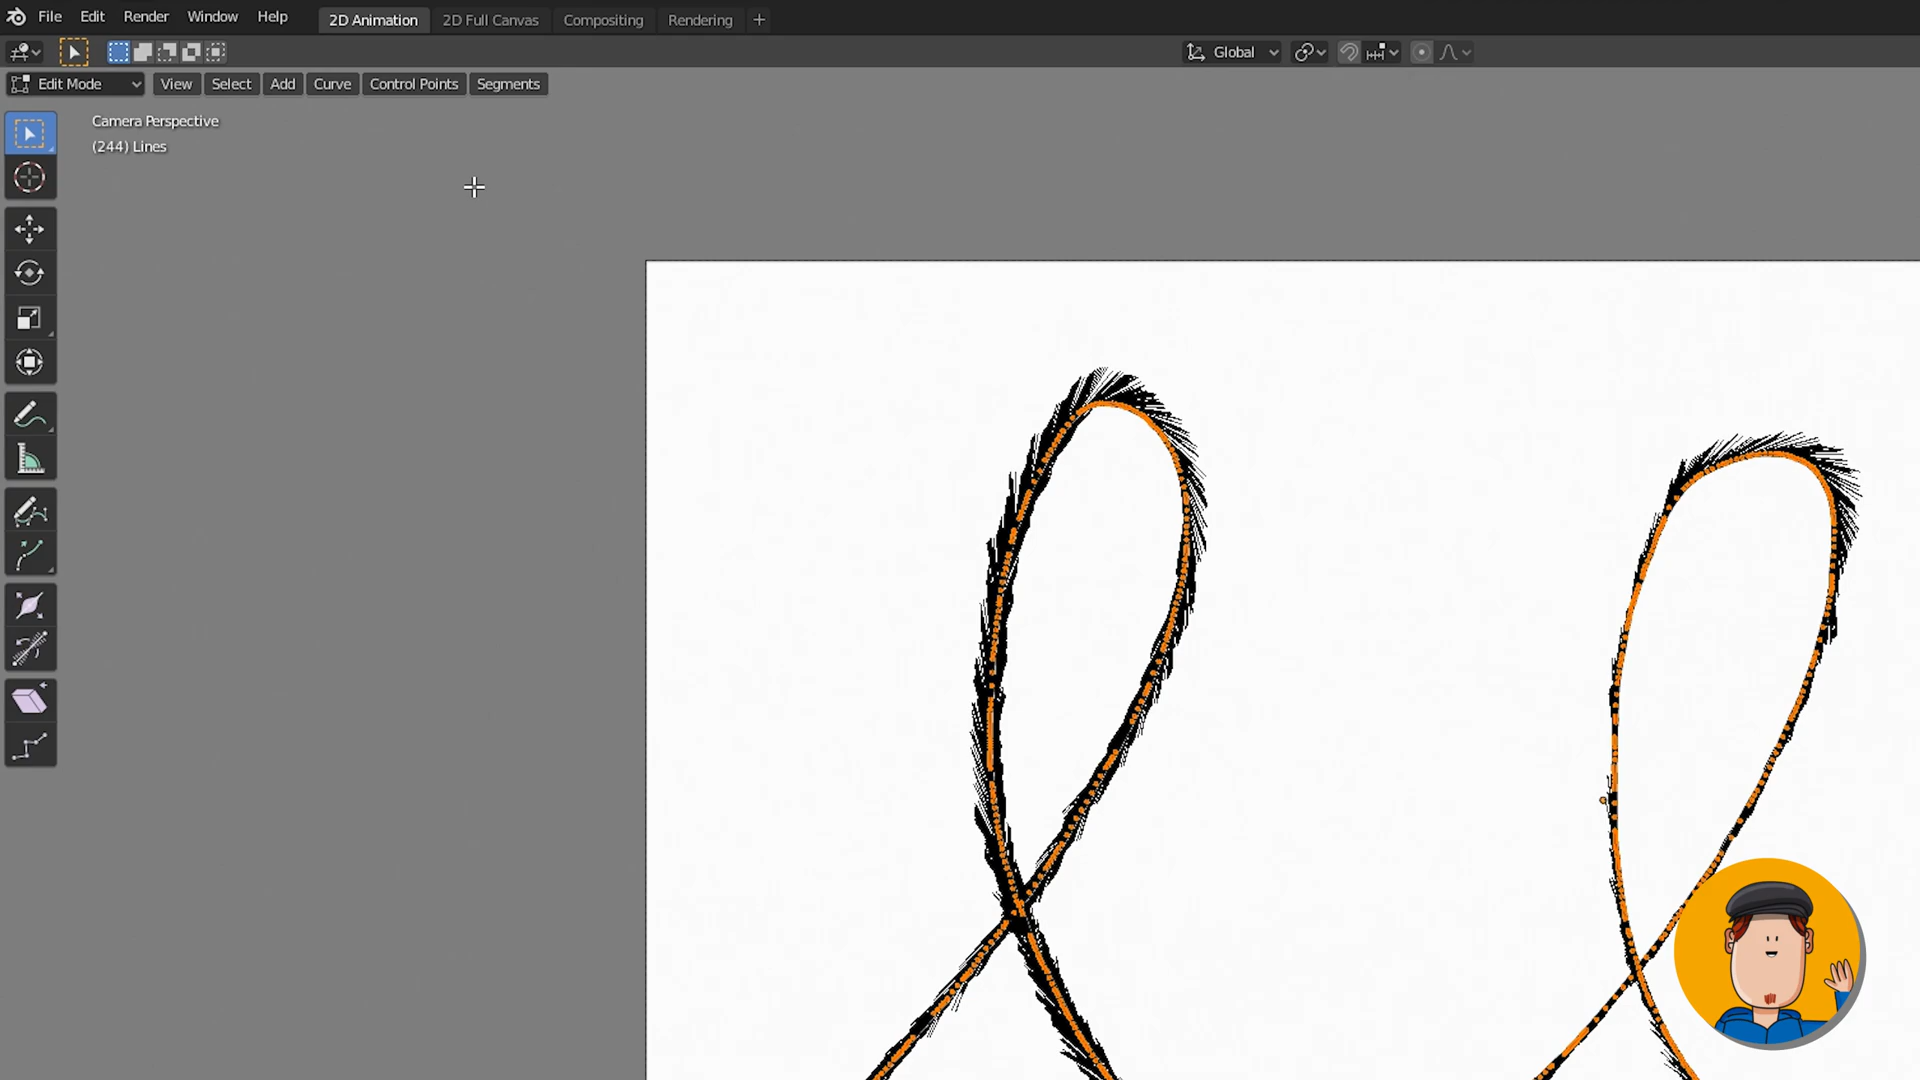 File Edit Render Window Help 2D Animation 2D Full Canvas Compositing Rendering +
Global
Edit Mode View Select Add Curve Control Points Segments
Camera Perspective
(244) Lines